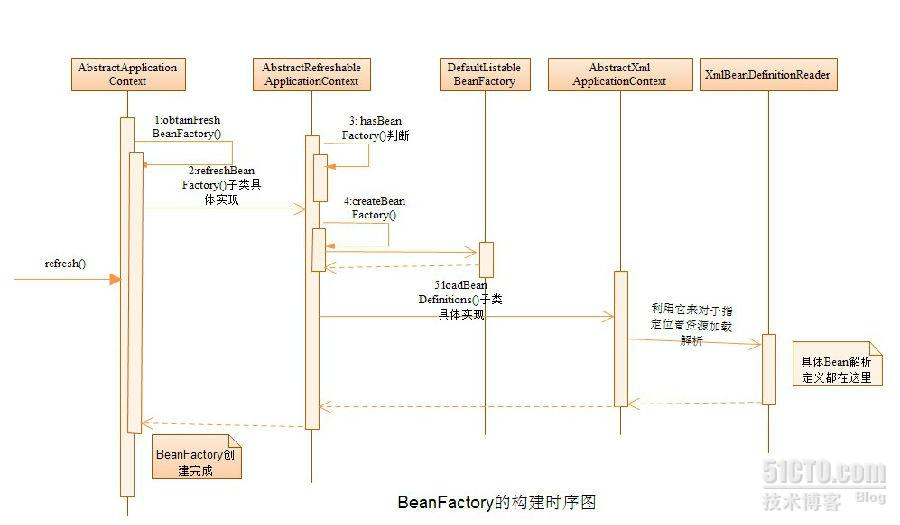 AbstractApplication
Context
AbstractRefreshable
ApplicationContext
DefaultListable
BeanFactory
AbstractXml
ApplicationContext
XmlBeanDefinitionReader
1:obtainFresh
BeanFactory()
3: hasBean
Factory()判断
2:refreshBean
Factory()子类具
体实现
4:createBean
Factory()
refresh()
5loadBean
Definitions()子类
具体实现
利用它来对于指
定位置资源加载
解析
具体Bean解析
定义都在这里
BeanFactory创
建完成
BeanFactory的构建时序图
51CTO.com
技术博客 Blog